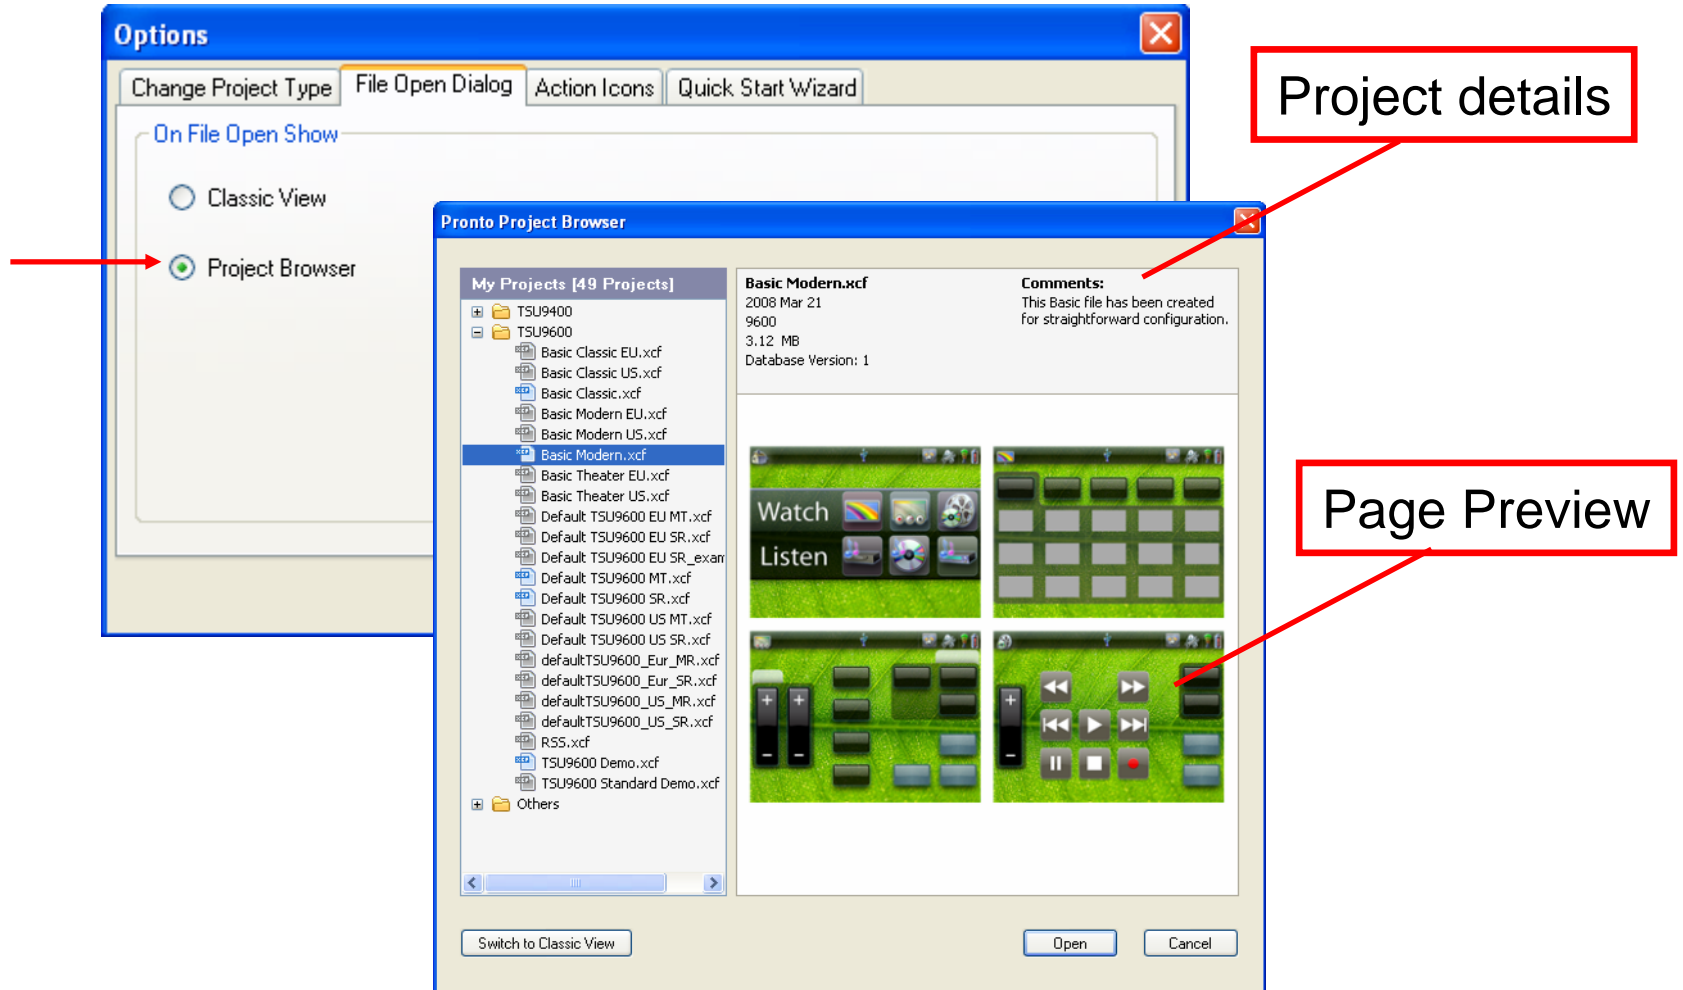 Options
Change Project Type
File Open Dialog
Action Icons
Quick Start Wizard
On File Open Show
Classic View
Project Browser
Project details
Pronto Project Browser
My Projects [49 Projects]
TSU9400
TSU9600
Basic Classic EU.xcf
Basic Classic US.xcf
Basic Classic.xcf
Basic Modern EU.xcf
Basic Modern US.xcf
Basic Modern.xcf
Basic Theater EU.xcf
Basic Theater US.xcf
Default TSU9600 EU MT.xcf
Default TSU9600 EU SR.xcf
Default TSU9600 EU SR_exam
Default TSU9600 MT.xcf
Default TSU9600 SR.xcf
Default TSU9600 US MT.xcf
Default TSU9600 US SR.xcf
defaultTSU9600_Eur_MR.xcf
defaultTSU9600_Eur_SR.xcf
defaultTSU9600_US_MR.xcf
defaultTSU9600_US_SR.xcf
RSS.xcf
TSU9600 Demo.xcf
TSU9600 Standard Demo.xcf
Others
Basic Modern.xcf
2008 Mar 21
9600
3.12 MB
Database Version: 1
Comments:
This Basic file has been created
for straightforward configuration.
Watch
Listen
Page Preview
Switch to Classic View
Open
Cancel